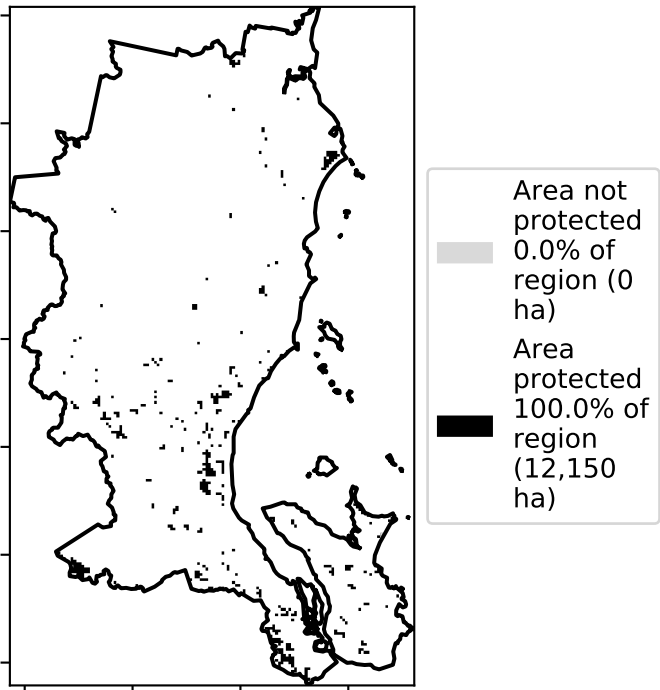 Area not
protected
0.0% of
region (0
ha)
Area
protected
100.0% of
region
(12,150
ha)